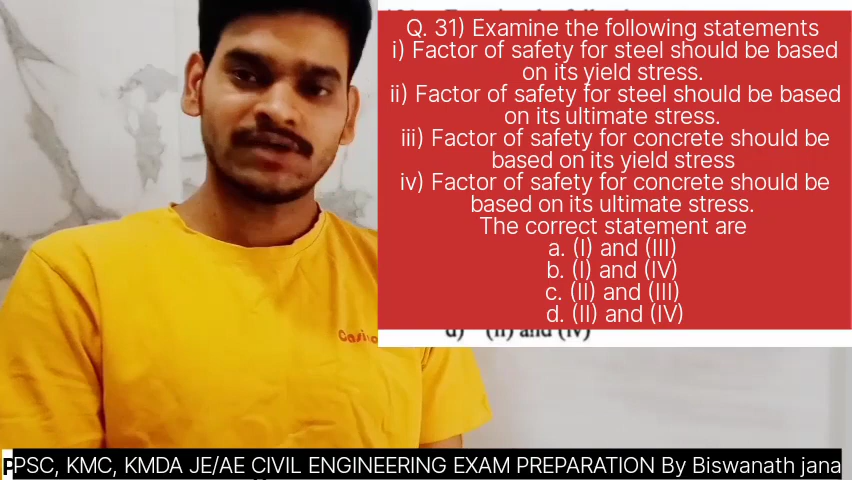 Q. 31) Examine the following statements
i) Factor of safety for steel should be based
on its yield stress.
ii) Factor of safety for steel should be based
on its ultimate stress.
iii) Factor of safety for concrete should be
based on its yield stress
iv) Factor of safety for concrete should be
based on its ultimate stress.
The correct statement are
a. (I) and (III)
b. (I) and (IV)
c. (II) and (III)
d. (II) and (IV)
d) (ii) and (iv)
PPSC, KMC, KMDA JE/AE CIVIL ENGINEERING EXAM PREPARATION By Biswanath jana